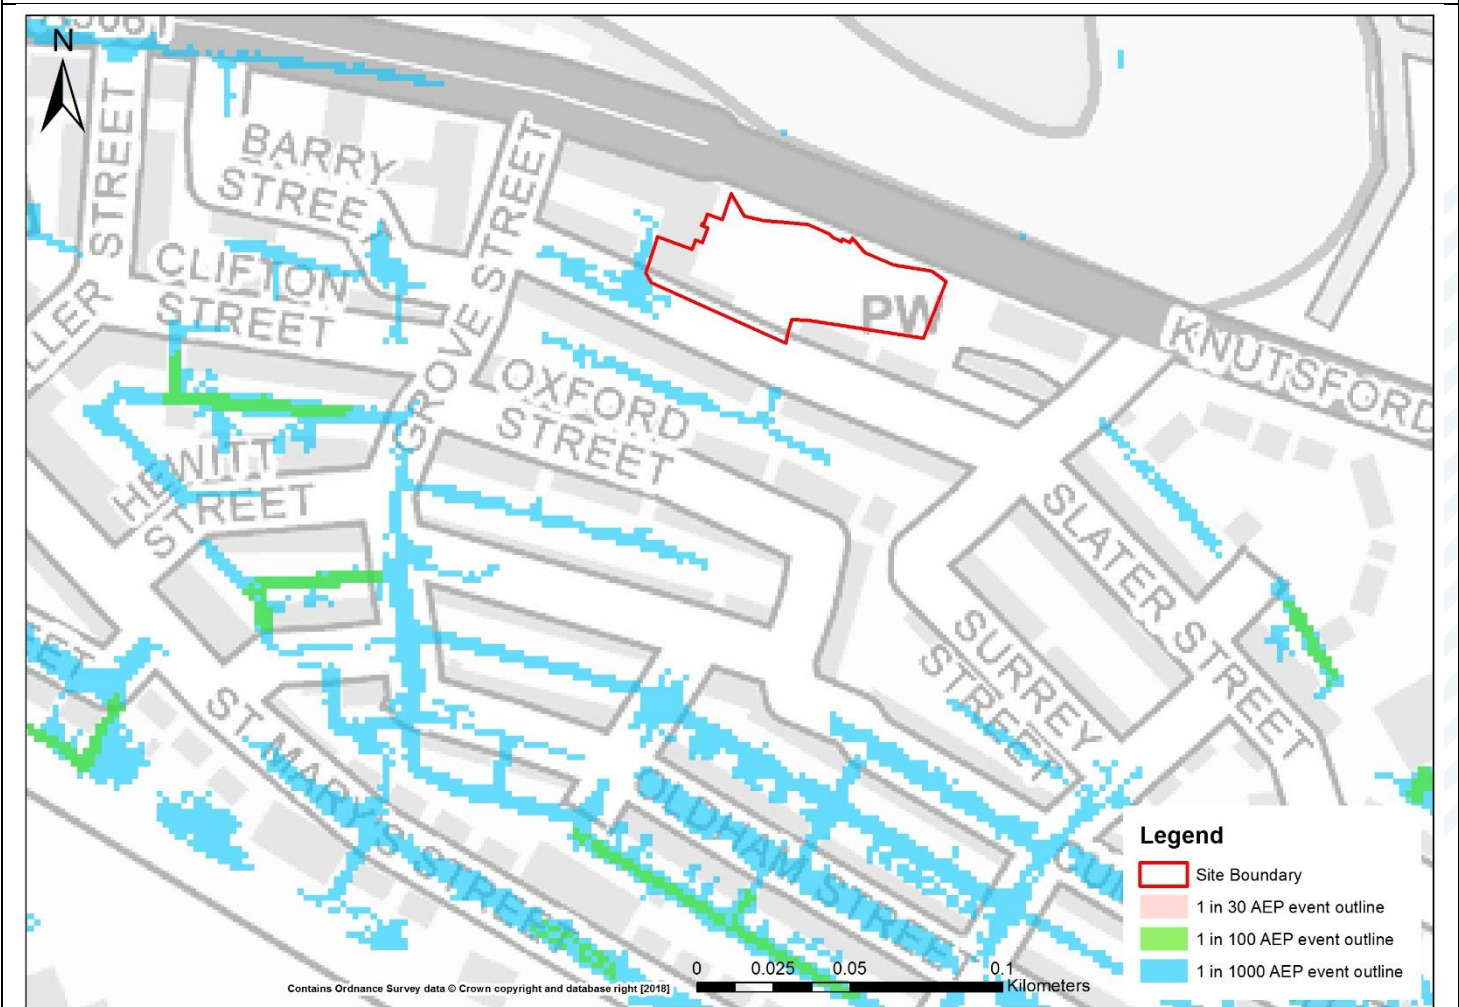 N
STREET
BARRY
STREE
STREET
CLIFTON
STREET
LLER
GROVE
OXFORD
STREET
PW
KNUTSFORD
HEWITT
STREET
SLATER STREET
SURREY
STREET
EET
ST. MARY'S STREET
OLDHAM STREET
CUM
Legend
Site Boundary
1 in 30 AEP event outline
1 in 100 AEP event outline
1 in 1000 AEP event outline
0 0.025 0.05 0.1
Kilometers
Contains Ordnance Survey data © Crown copyright and database right [2018]